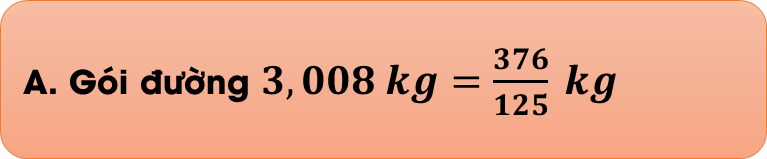 A. Gói đường 3,008 kg = 376/125 kg